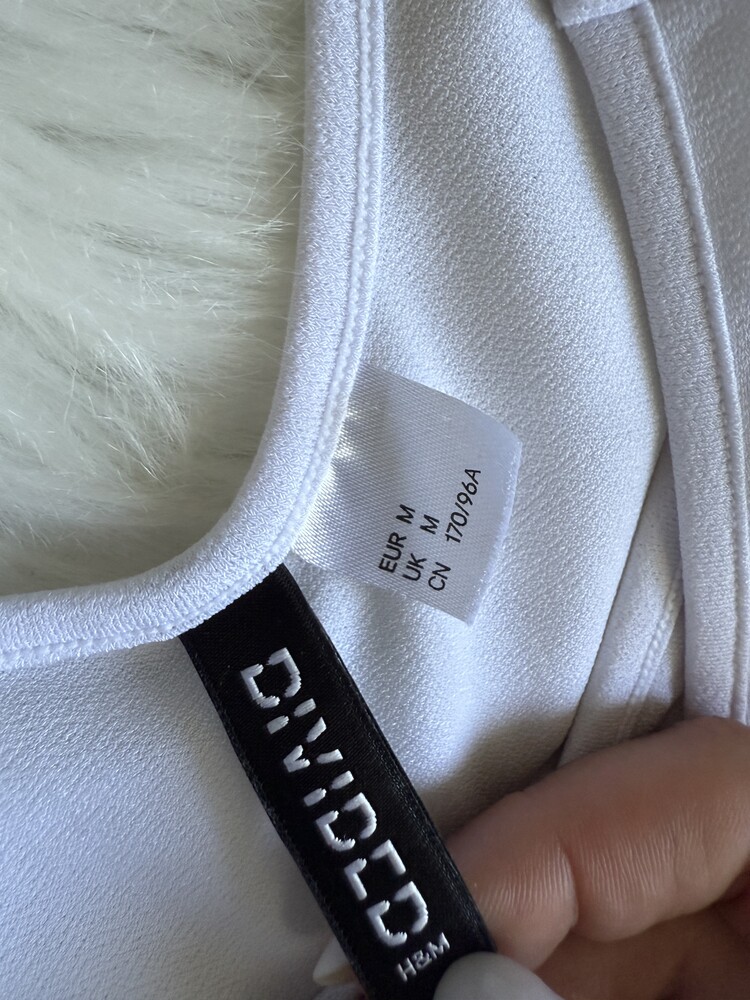 EUR M
UK M
CN 170/96A
DIVIDED
H&M